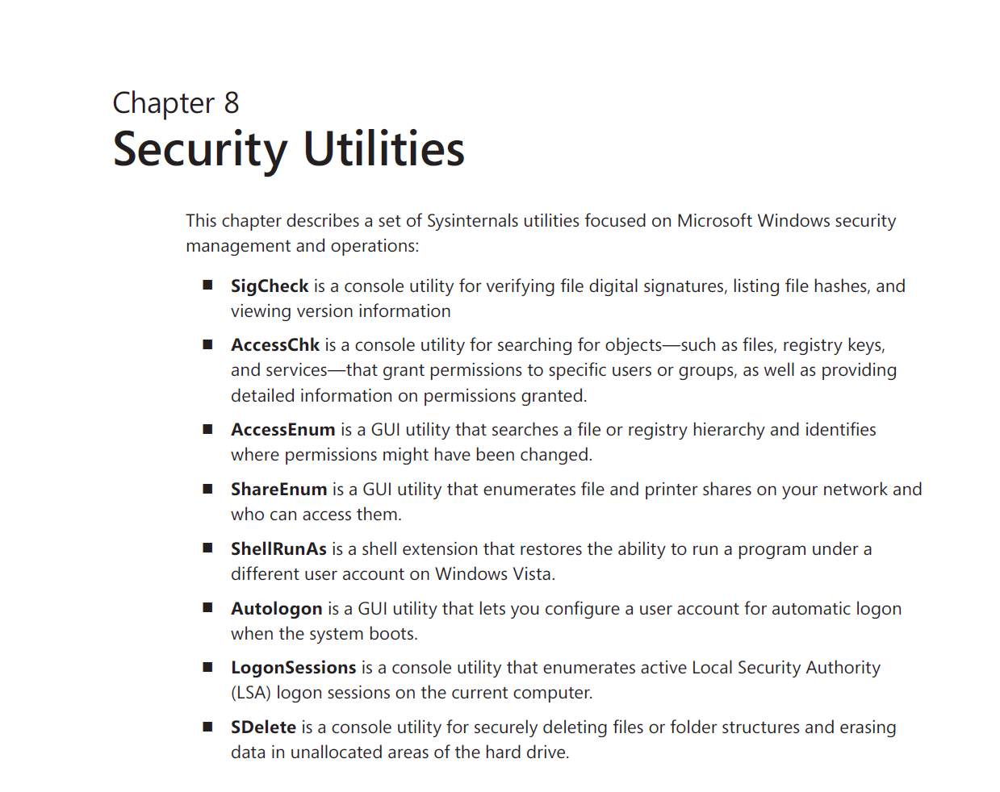 Chapter 8
Security Utilities
This chapter describes a set of Sysinternals utilities focused on Microsoft Windows security
management and operations:
■ SigCheck is a console utility for verifying file digital signatures, listing file hashes, and
viewing version information
■ AccessChk is a console utility for searching for objects—such as files, registry keys,
and services—that grant permissions to specific users or groups, as well as providing
detailed information on permissions granted.
■ AccessEnum is a GUI utility that searches a file or registry hierarchy and identifies
where permissions might have been changed.
■ ShareEnum is a GUI utility that enumerates file and printer shares on your network and
who can access them.
■ ShellRunAs is a shell extension that restores the ability to run a program under a
different user account on Windows Vista.
■ Autologon is a GUI utility that lets you configure a user account for automatic logon
when the system boots.
■ LogonSessions is a console utility that enumerates active Local Security Authority
(LSA) logon sessions on the current computer.
■ SDelete is a console utility for securely deleting files or folder structures and erasing
data in unallocated areas of the hard drive.